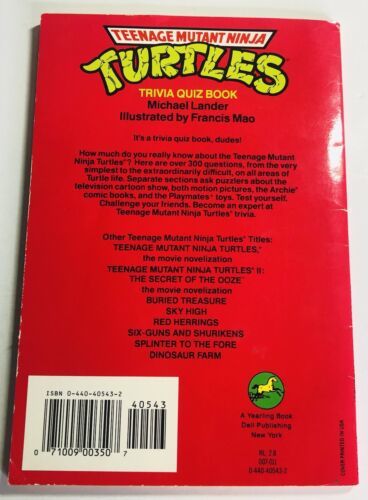 TEENAGE MUTANT NINJA
TURTLES
TRIVIA QUIZ BOOK
Michael Lander
Illustrated by Francis Mao
It's a trivia quiz book, dudes!
How much do you really know about the Teenage Mutant
Ninja Turtles®? Here are over 300 questions, from the very
simplest to the extraordinarily difficult, on all areas of
Turtle life. Separate sections ask puzzlers about the
television cartoon show, both motion pictures, the Archie®
comic books, and the Playmates® toys. Test yourself.
Challenge your friends. Become an expert at
Teenage Mutant Ninja Turtles® trivia.
Other Teenage Mutant Ninja Turtles® Titles:
TEENAGE MUTANT NINJA TURTLES,®
the movie novelization
TEENAGE MUTANT NINJA TURTLES® II:
THE SECRET OF THE OOZE
the movie novelization
BURIED TREASURE
SKY HIGH
RED HERRINGS
SIX-GUNS AND SHURIKENS
SPLINTER TO THE FORE
DINOSAUR FARM
ISBN 0-440-40543-2
40543
0 71009 00350 7
A Yearling Book
Dell Publishing
New York
RL: 2.8
007-011
0-440-40543-2
COVER PRINTED IN USA